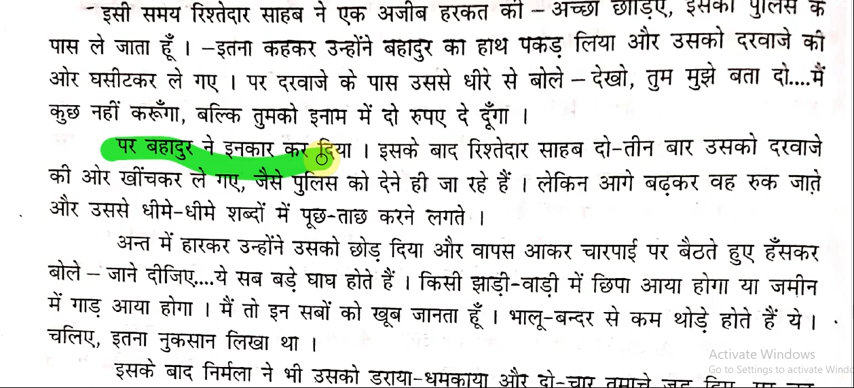 इसी समय रिश्तेदार साहब ने एक अजीब हरकत की – अच्छा छोड़िए, इसको पुलिस के
पास ले जाता हूँ । –इतना कहकर उन्होंने बहादुर का हाथ पकड़ लिया और उसको दरवाजे की
ओर घसीटकर ले गए । पर दरवाजे के पास उससे धीरे से बोले – देखो, तुम मुझे बता दो....मैं
कुछ नहीं करूँगा, बल्कि तुमको इनाम में दो रुपए दे दूँगा ।
पर बहादुर ने इनकार कर दिया । इसके बाद रिश्तेदार साहब दो-तीन बार उसको दरवाजे
की ओर खींचकर ले गए, जैसे पुलिस को देने ही जा रहे हैं । लेकिन आगे बढ़कर वह रुक जाते
और उससे धीमे-धीमे शब्दों में पूछ-ताछ करने लगते ।
अन्त में हारकर उन्होंने उसको छोड़ दिया और वापस आकर चारपाई पर बैठते हुए हँसकर
बोले – जाने दीजिए....ये सब बड़े घाघ होते हैं । किसी झाड़ी-वाड़ी में छिपा आया होगा या जमीन
में गाड़ आया होगा । मैं तो इन सबों को खूब जानता हूँ । भालू-बन्दर से कम थोड़े होते हैं ये ।
चलिए, इतना नुकसान लिखा था ।
इसके बाद निर्मला ने भी उसको डराया-धमकाया और दो-चार तमाचे जड़ दिए
Activate Windows
Go to Settings to activate Wind